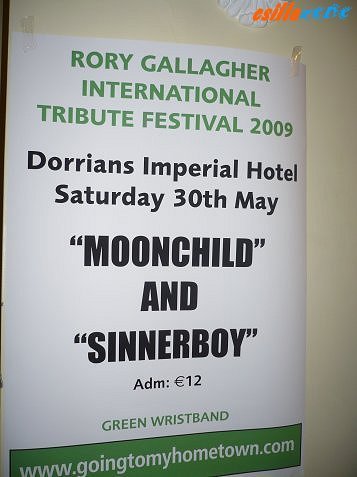 RORY GALLAGHER
INTERNATIONAL
TRIBUTE FESTIVAL 2009
Dorrians Imperial Hotel
Saturday 30th May
“MOONCHILD”
AND
“SINNERBOY”
Adm: €12
GREEN WRISTBAND
www.goingtomyhometown.com